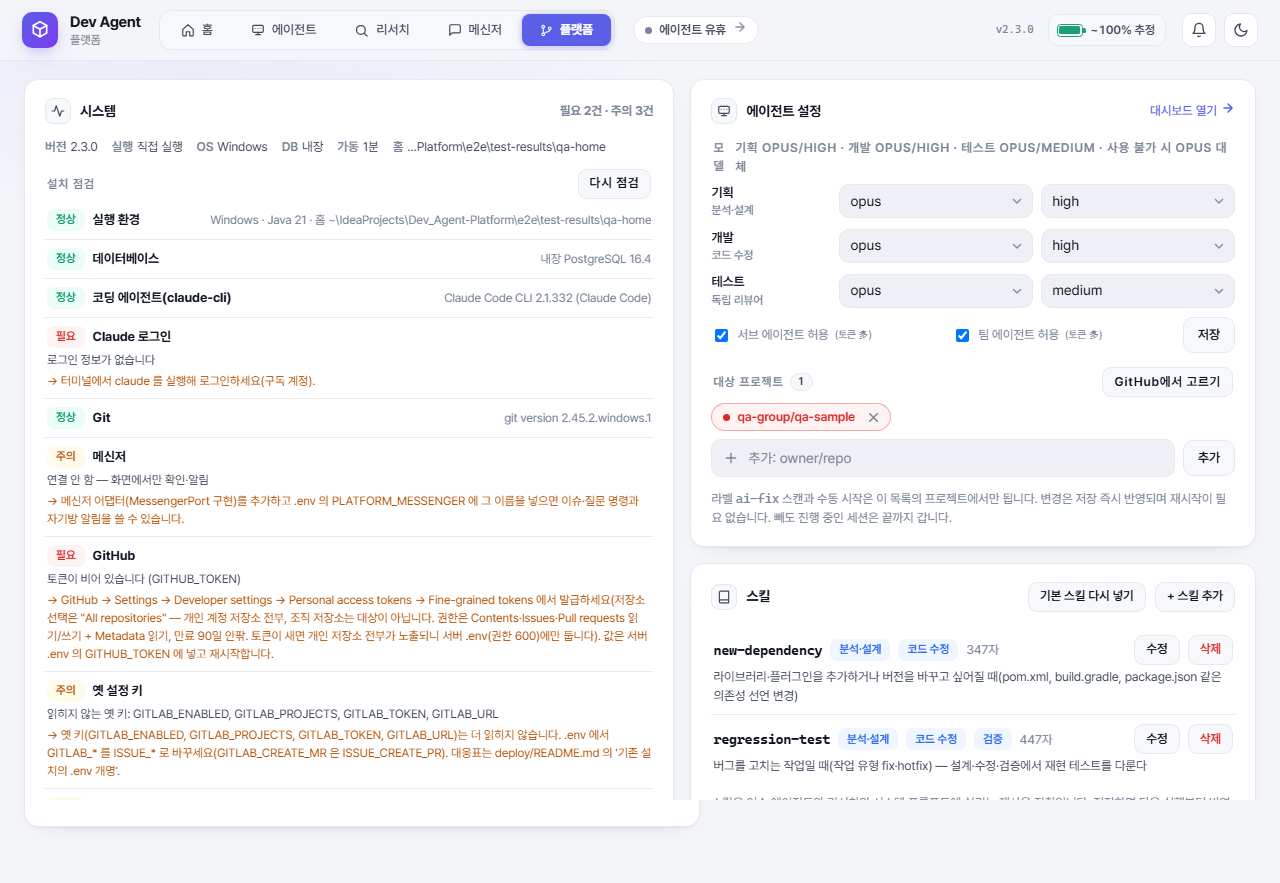 Dev Agent
플랫폼
홈
에이전트
리서치
메신저
플랫폼
에이전트 유휴 →
v2.3.0
~100% 추정
시스템
필요 2건 · 주의 3건
버전 2.3.0 실행 직접 실행 OS Windows DB 내장 가동 1분 홈 …Platform\e2e\test-results\qa-home
설치 점검
다시 점검
정상 실행 환경 Windows · Java 21 · 홈 ~\IdeaProjects\Dev_Agent-Platform\e2e\test-results\qa-home
정상 데이터베이스 내장 PostgreSQL 16.4
정상 코딩 에이전트(claude-cli) Claude Code CLI 2.1.332 (Claude Code)
필요 Claude 로그인
로그인 정보가 없습니다
→ 터미널에서 claude 를 실행해 로그인하세요(구독 계정).
정상 Git git version 2.45.2.windows.1
주의 메신저
연결 안 함 — 화면에서만 확인·알림
→ 메신저 어댑터(MessengerPort 구현)를 추가하고 .env 의 PLATFORM_MESSENGER 에 그 이름을 넣으면 이슈·질문 명령과
자기방 알림을 쓸 수 있습니다.
필요 GitHub
토큰이 비어 있습니다 (GITHUB_TOKEN)
→ GitHub → Settings → Developer settings → Personal access tokens → Fine-grained tokens 에서 발급하세요(저장소
선택은 "All repositories" — 개인 계정 저장소 전부, 조직 저장소는 대상이 아닙니다. 권한은 Contents·Issues·Pull requests 읽
기/쓰기 + Metadata 읽기, 만료 90일 안팎. 토큰이 새면 개인 저장소 전부가 노출되니 서버 .env(권한 600)에만 둡니다). 값은 서버
.env 의 GITHUB_TOKEN 에 넣고 재시작합니다.
주의 옛 설정 키
읽히지 않는 옛 키: GITLAB_ENABLED, GITLAB_PROJECTS, GITLAB_TOKEN, GITLAB_URL
→ 옛 키(GITLAB_ENABLED, GITLAB_PROJECTS, GITLAB_TOKEN, GITLAB_URL)는 더 읽히지 않습니다. .env 에서
GITLAB_* 를 ISSUE_* 로 바꾸세요(GITLAB_CREATE_MR 은 ISSUE_CREATE_PR). 대응표는 deploy/README.md 의 '기존 설
치의 .env 개명'.
에이전트 설정
대시보드 열기 →
모델 기획 OPUS/HIGH · 개발 OPUS/HIGH · 테스트 OPUS/MEDIUM · 사용 불가 시 OPUS 대
체
기획 opus high
분석·설계
개발 opus high
코드 수정
테스트 opus medium
독립 리뷰어
서브 에이전트 허용 (토큰 多)
팀 에이전트 허용 (토큰 多)
저장
대상 프로젝트 1
GitHub에서 고르기
qa-group/qa-sample ×
+ 추가: owner/repo
추가
라벨 ai-fix 스캔과 수동 시작은 이 목록의 프로젝트에서만 됩니다. 변경은 저장 즉시 반영되며 재시작이 필
요 없습니다. 빼도 진행 중인 세션은 끝까지 갑니다.
스킬
기본 스킬 다시 넣기
+ 스킬 추가
new-dependency 분석·설계 코드 수정 347자 수정 삭제
라이브러리·플러그인을 추가하거나 버전을 바꾸고 싶어질 때(pom.xml, build.gradle, package.json 같은
의존성 선언 변경)
regression-test 분석·설계 코드 수정 검증 447자 수정 삭제
버그를 고치는 작업일 때(작업 유형 fix·hotfix) — 설계·수정·검증에서 재현 테스트를 다룬다